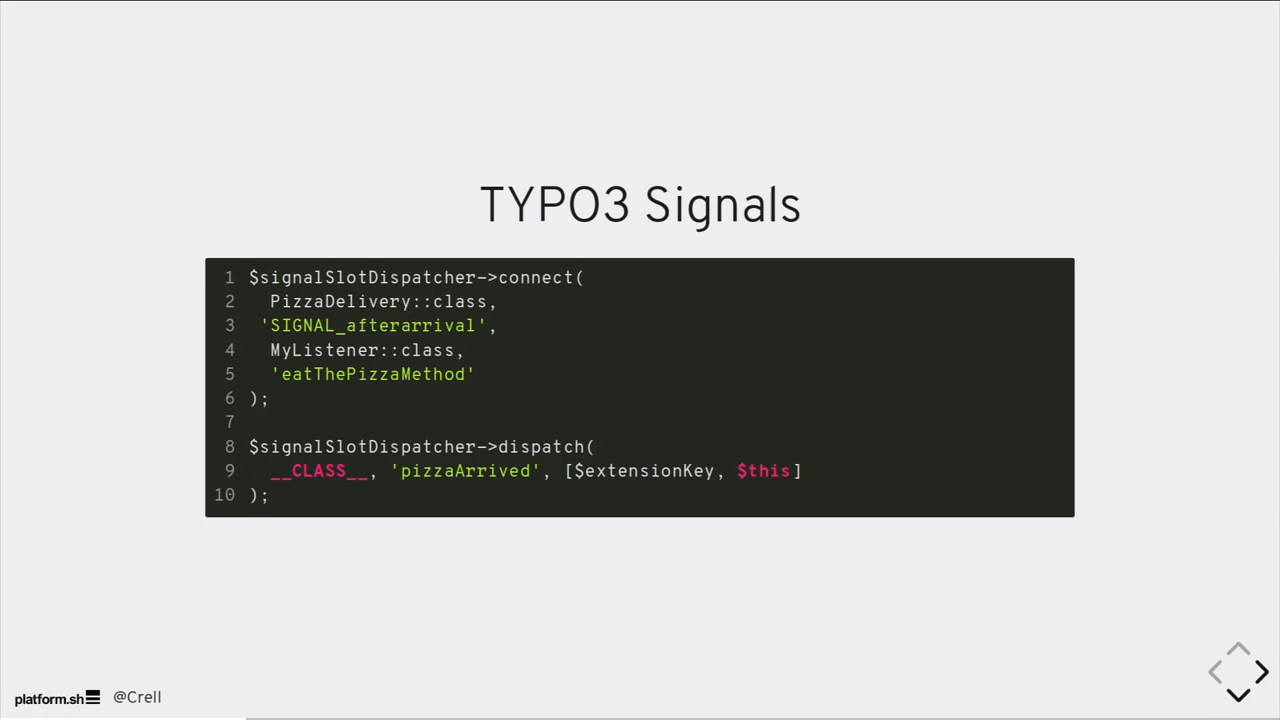 TYPO3 Signals
1 $signalSlotDispatcher->connect(
2   PizzaDelivery::class,
3  'SIGNAL_afterarrival',
4   MyListener::class,
5   'eatThePizzaMethod'
6 );
7
8 $signalSlotDispatcher->dispatch(
9   __CLASS__, 'pizzaArrived', [$extensionKey, $this]
10 );
platform.sh @Crell